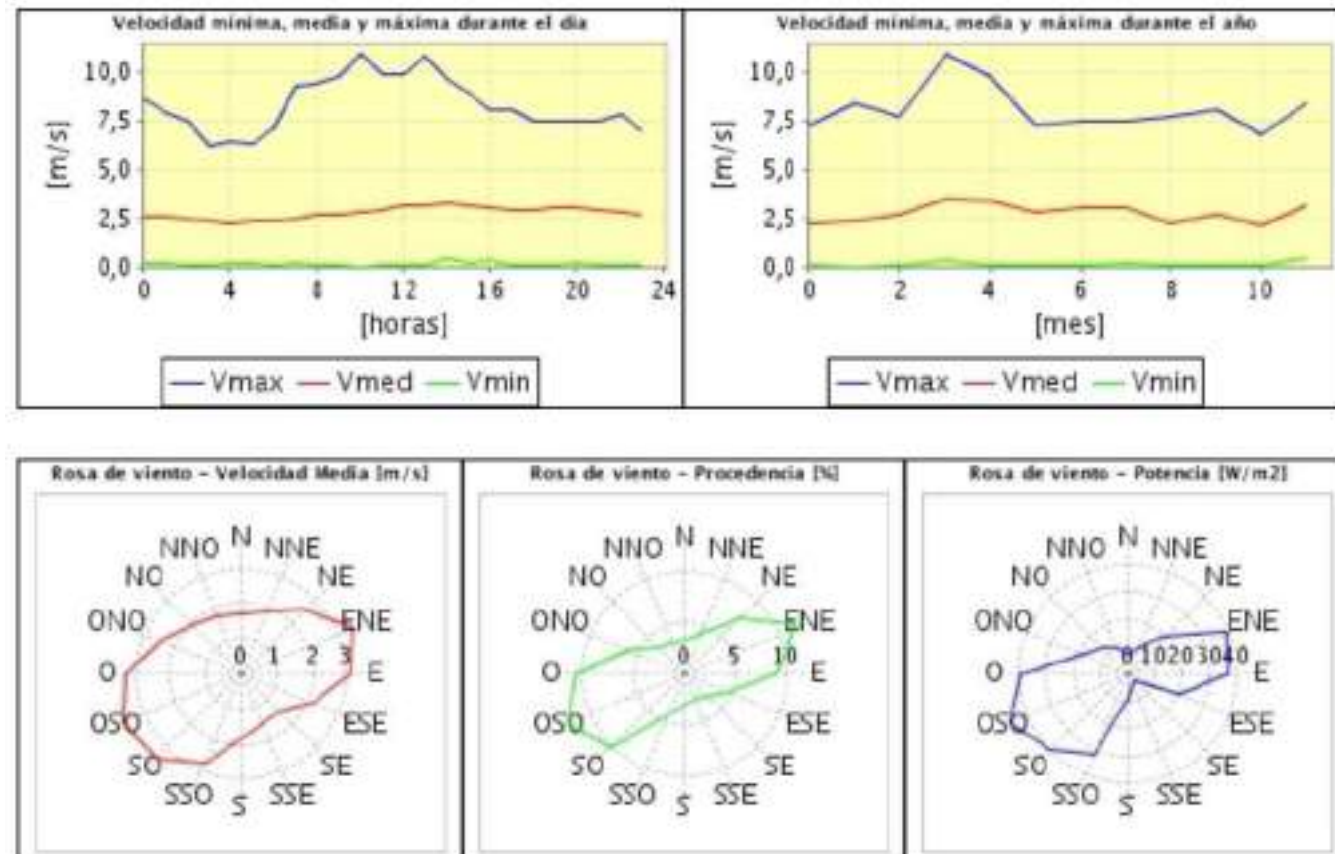 Velocidad mínima, media y máxima durante el día
10,0
7,5
5,0
2,5
0,0
[m/s]
0 4 8 12 16 20 24
[horas]
Vmax Vmed Vmin
Velocidad mínima, media y máxima durante el año
10,0
7,5
5,0
2,5
0,0
[m/s]
0 2 4 6 8 10
[mes]
Vmax Vmed Vmin
Rosa de viento - Velocidad Media [m/s]
N
NNO NNE
NO NE
ONO ENE
0 1 2 3
O E
OSO ESE
SO SE
SSO SSE
S
Rosa de viento - Procedencia [%]
N
NNO NNE
NO NE
ONO ENE
0 5 10
O E
OSO ESE
SO SE
SSO SSE
S
Rosa de viento - Potencia [W/m2]
N
NNO NNE
NO NE
ONO ENE
0 10 20 30 40
O E
OSO ESE
SO SE
SSO SSE
S